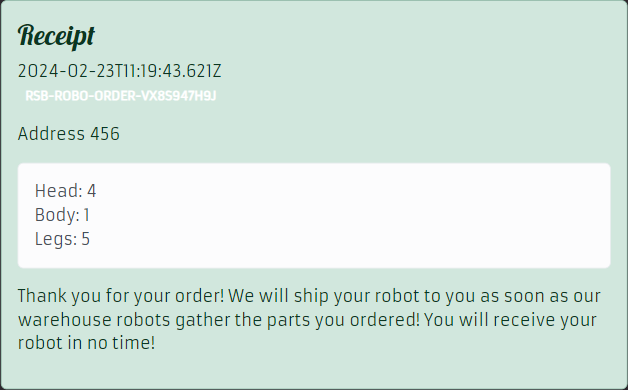 Receipt
2024-02-23T11:19:43.621Z
RSB-ROBO-ORDER-VX8S947H9J
Address 456
Head: 4
Body: 1
Legs: 5
Thank you for your order! We will ship your robot to you as soon as our
warehouse robots gather the parts you ordered! You will receive your
robot in no time!